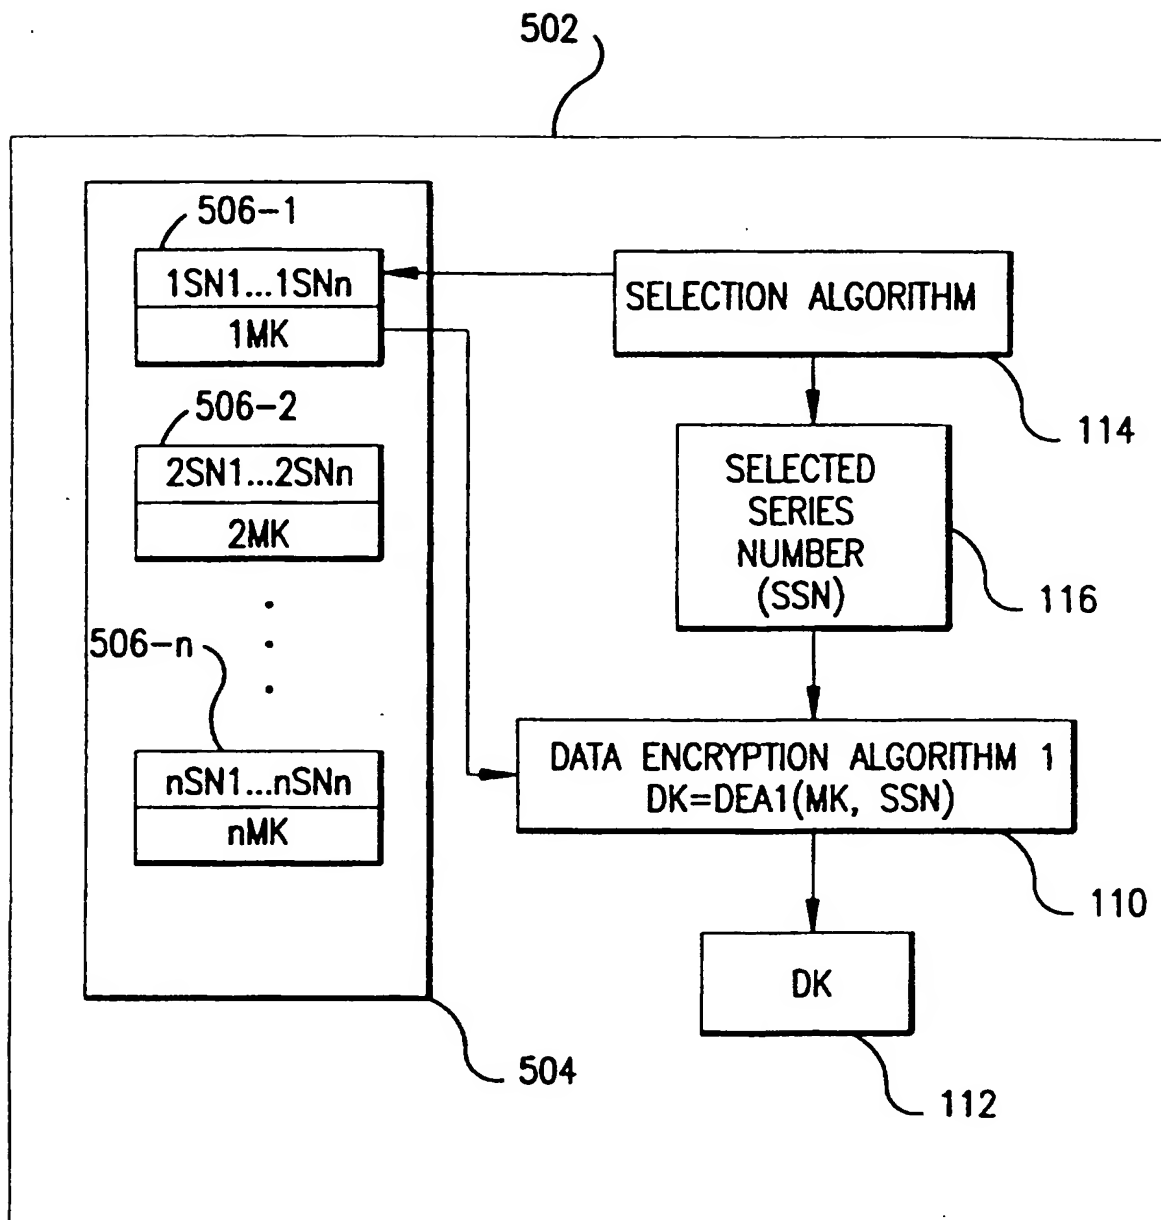 502
506-1
1SN1...1SNn
1MK
SELECTION ALGORITHM
114
506-2
2SN1...2SNn
2MK
SELECTED
SERIES
NUMBER
(SSN)
116
506-n
nSN1...nSNn
nMK
DATA ENCRYPTION ALGORITHM 1
DK=DEA1(MK, SSN)
110
DK
504
112